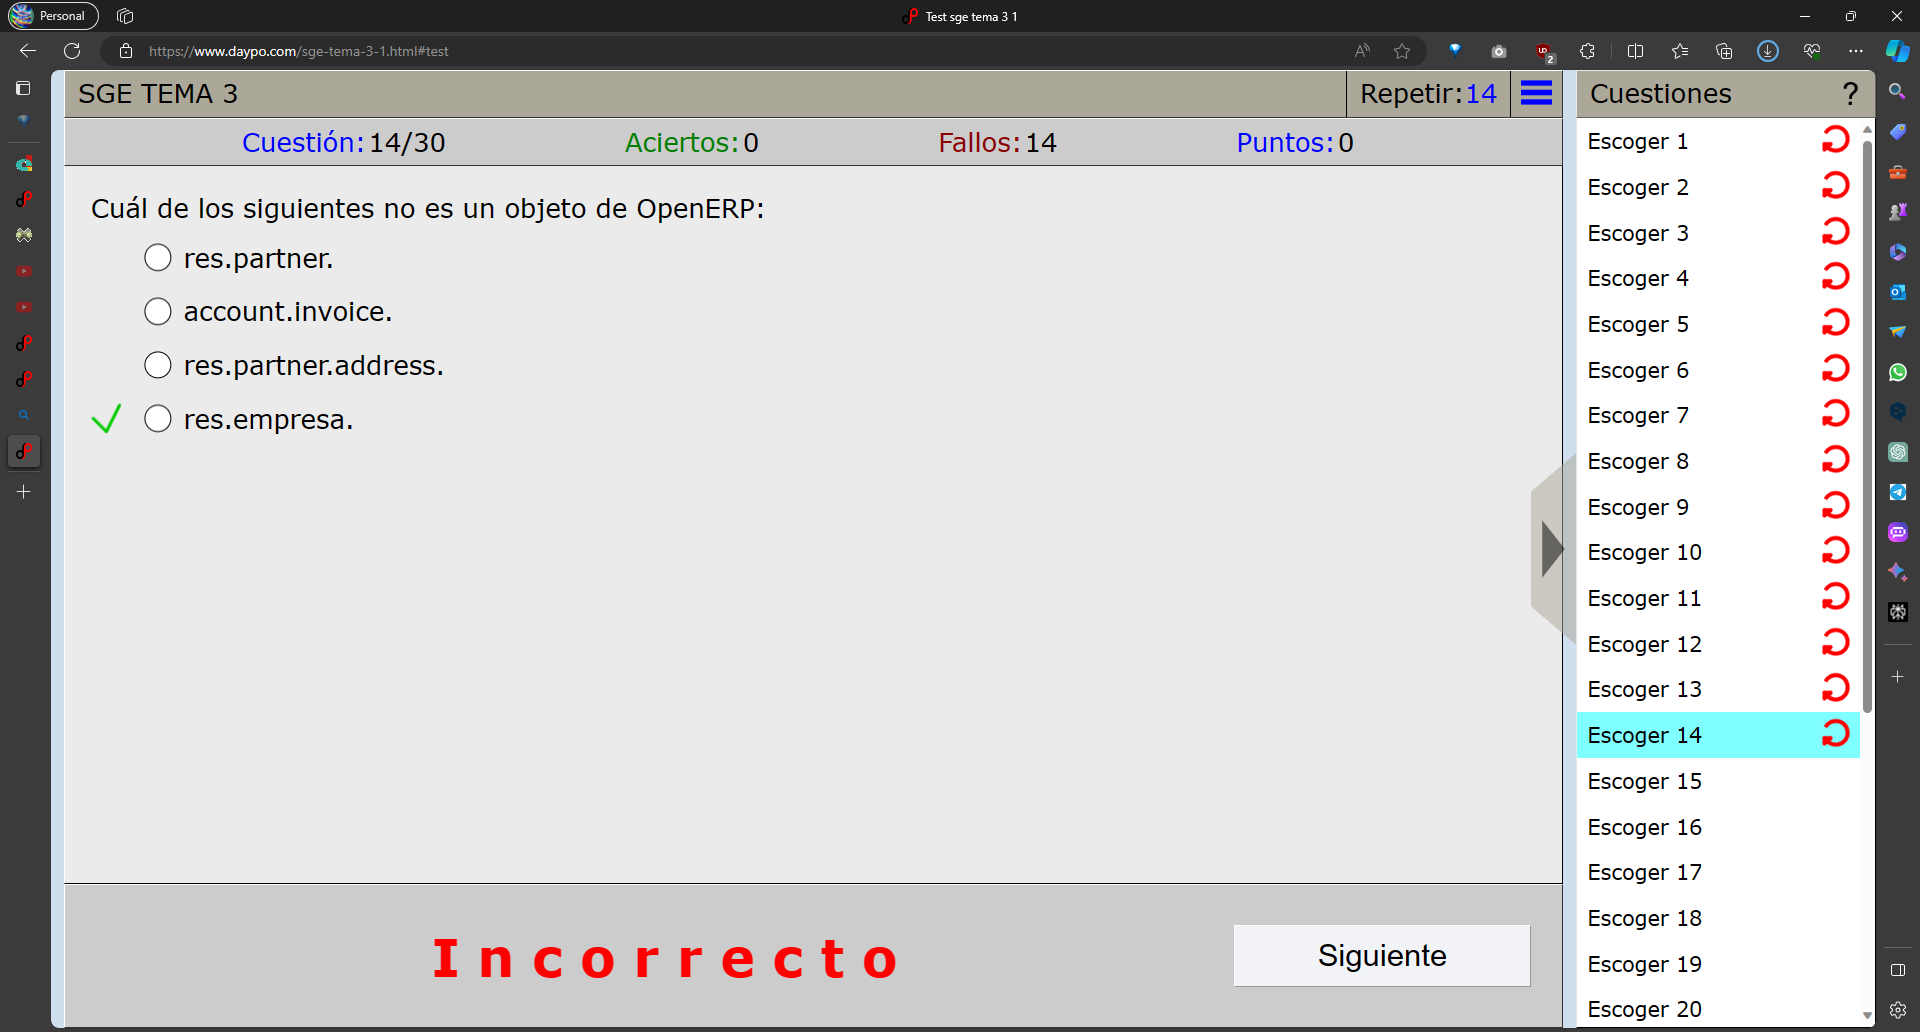 Personal
Test sge tema 3 1
https://www.daypo.com/sge-tema-3-1.html#test
SGE TEMA 3
Repetir:14
Cuestión:14/30
Aciertos:0
Fallos:14
Puntos:0
Cuál de los siguientes no es un objeto de OpenERP:
res.partner.
account.invoice.
res.partner.address.
res.empresa.
Incorrecto
Siguiente
Cuestiones
?
Escoger 1
Escoger 2
Escoger 3
Escoger 4
Escoger 5
Escoger 6
Escoger 7
Escoger 8
Escoger 9
Escoger 10
Escoger 11
Escoger 12
Escoger 13
Escoger 14
Escoger 15
Escoger 16
Escoger 17
Escoger 18
Escoger 19
Escoger 20
2